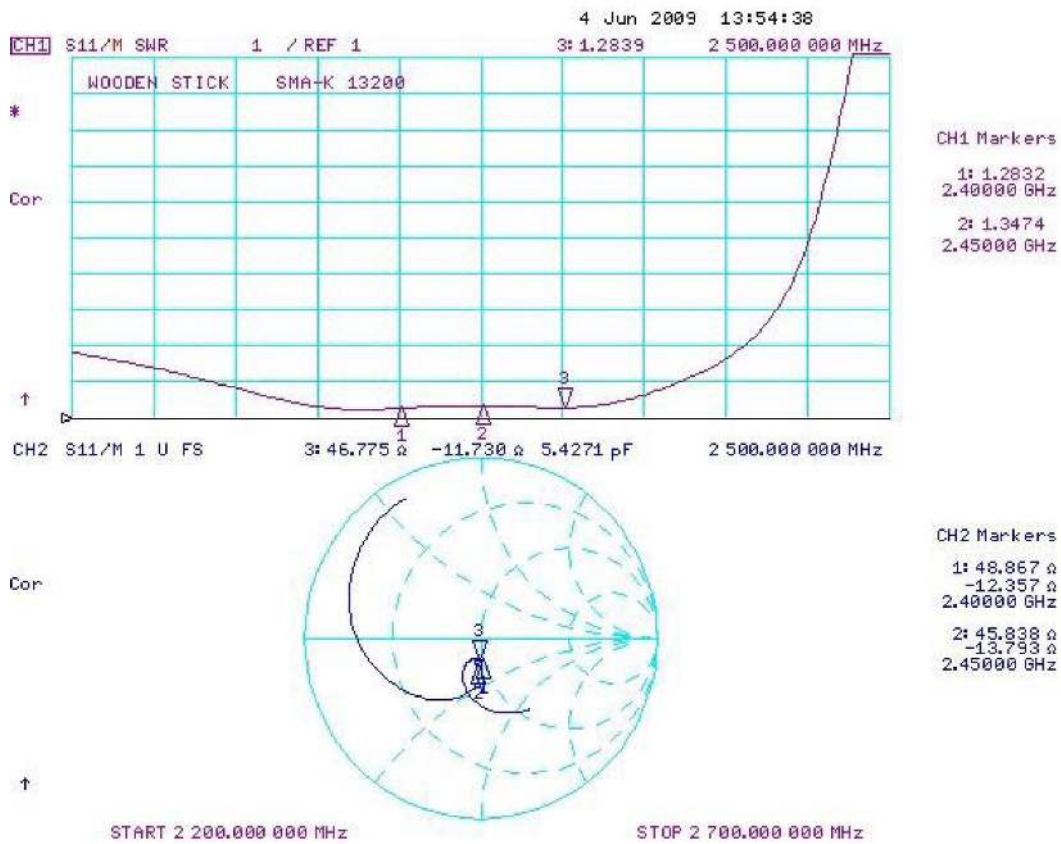 4 Jun 2009 13:54:38
CH1 S11/M SWR 1 / REF 1 3: 1.2839 2 500.000 000 MHz
WOODEN STICK SMA-K 13200
*
CH1 Markers
1: 1.2832
2.40000 GHz
Cor
2: 1.3474
2.45000 GHz
3
↑
1
2
CH2 S11/M 1 U FS 3: 46.775 Ω -11.730 Ω 5.4271 pF 2 500.000 000 MHz
CH2 Markers
1: 48.867 Ω
-12.357 Ω
2.40000 GHz
Cor
2: 45.838 Ω
-13.793 Ω
2.45000 GHz
3
1
2
↑
START 2 200.000 000 MHz STOP 2 700.000 000 MHz